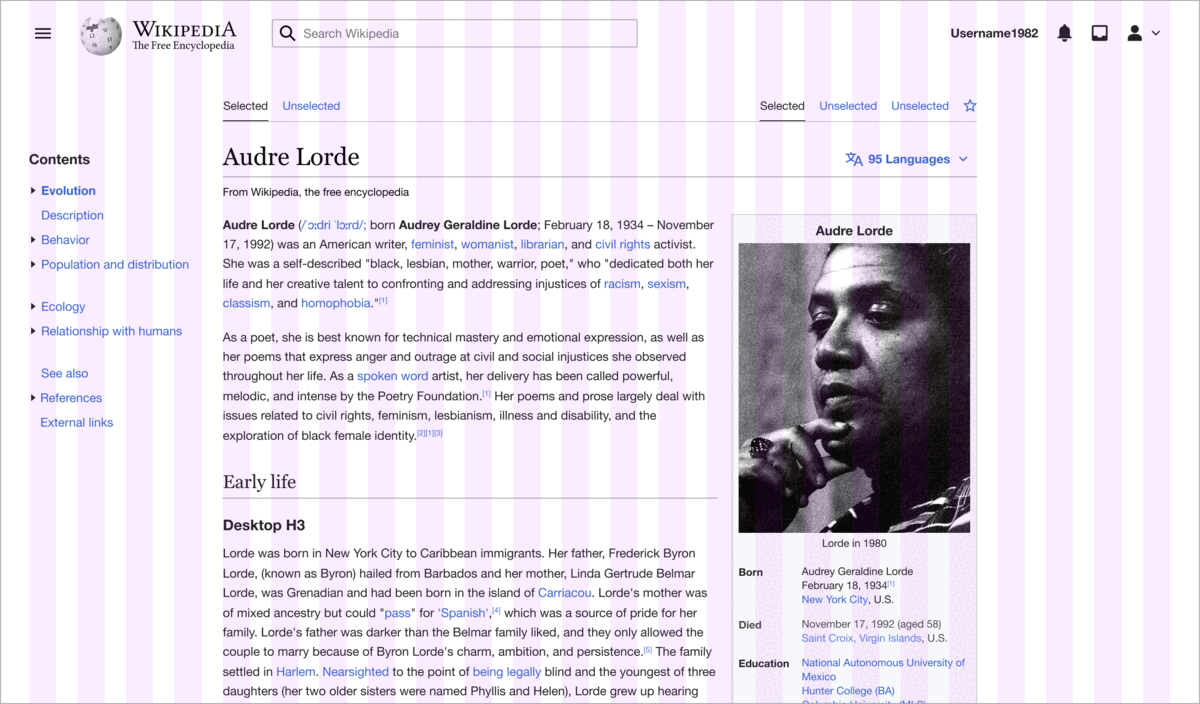 WIKIPEDIA
The Free Encyclopedia
Search Wikipedia
Username1982
Selected
Unselected
Selected
Unselected
Unselected
Contents
Evolution
Description
Behavior
Population and distribution
Ecology
Relationship with humans
See also
References
External links
Audre Lorde
95 Languages
From Wikipedia, the free encyclopedia
Audre Lorde (/ˈɔːdri ˈlɔːrd/; born Audrey Geraldine Lorde; February 18, 1934 – November
17, 1992) was an American writer, feminist, womanist, librarian, and civil rights activist.
She was a self-described "black, lesbian, mother, warrior, poet," who "dedicated both her
life and her creative talent to confronting and addressing injustices of racism, sexism,
classism, and homophobia."[1]
As a poet, she is best known for technical mastery and emotional expression, as well as
her poems that express anger and outrage at civil and social injustices she observed
throughout her life. As a spoken word artist, her delivery has been called powerful,
melodic, and intense by the Poetry Foundation.[1] Her poems and prose largely deal with
issues related to civil rights, feminism, lesbianism, illness and disability, and the
exploration of black female identity.[2][1][3]
Early life
Desktop H3
Lorde was born in New York City to Caribbean immigrants. Her father, Frederick Byron
Lorde, (known as Byron) hailed from Barbados and her mother, Linda Gertrude Belmar
Lorde, was Grenadian and had been born in the island of Carriacou. Lorde's mother was
of mixed ancestry but could "pass" for 'Spanish',[4] which was a source of pride for her
family. Lorde's father was darker than the Belmar family liked, and they only allowed the
couple to marry because of Byron Lorde's charm, ambition, and persistence.[5] The family
settled in Harlem. Nearsighted to the point of being legally blind and the youngest of three
daughters (her two older sisters were named Phyllis and Helen), Lorde grew up hearing
Audre Lorde
Lorde in 1980
Born
Audrey Geraldine Lorde
February 18, 1934[1]
New York City, U.S.
Died
November 17, 1992 (aged 58)
Saint Croix, Virgin Islands, U.S.
Education
National Autonomous University of
Mexico
Hunter College (BA)
Columbia University (MLS)